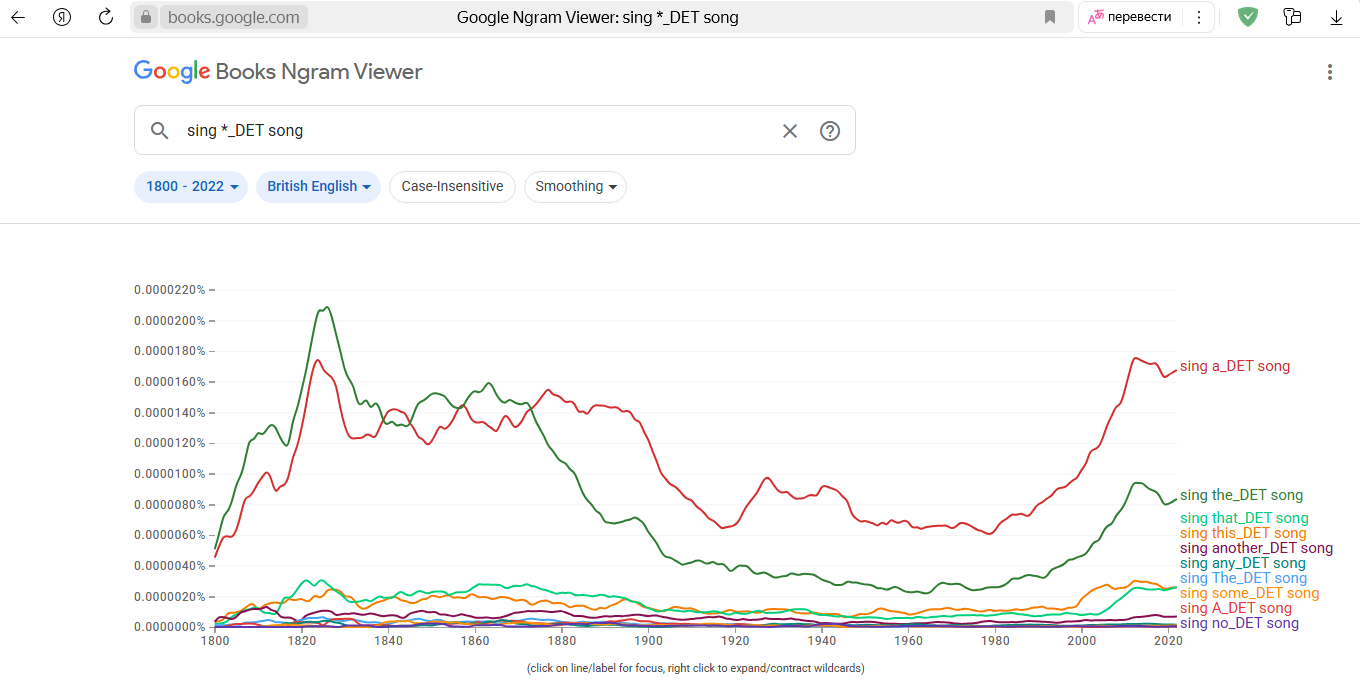 books.google.com
Google Ngram Viewer: sing *_DET song
перевести
Google Books Ngram Viewer
sing *_DET song
1800 - 2022
British English
Case-Insensitive
Smoothing
0.0000220%
0.0000200%
0.0000180%
0.0000160%
0.0000140%
0.0000120%
0.0000100%
0.0000080%
0.0000060%
0.0000040%
0.0000020%
0.0000000%
sing a_DET song
sing the_DET song
sing that_DET song
sing this_DET song
sing another_DET song
sing any_DET song
sing The_DET song
sing some_DET song
sing A_DET song
sing no_DET song
1800 1820 1840 1860 1880 1900 1920 1940 1960 1980 2000 2020
(click on line/label for focus, right click to expand/contract wildcards)